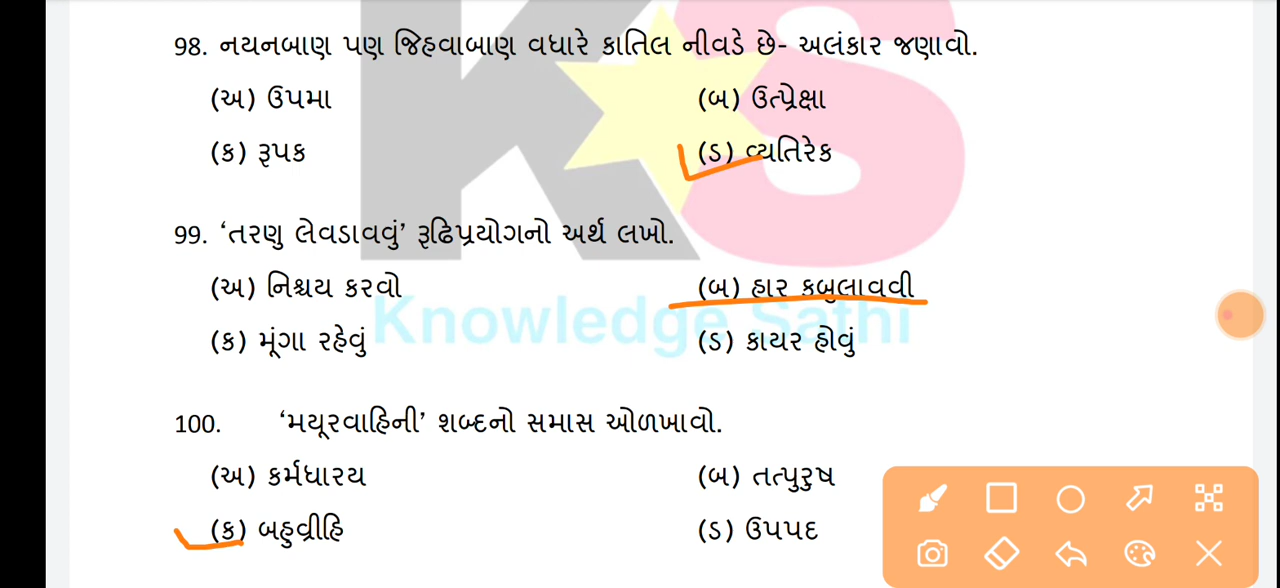 98. નયનબાણ પણ જિહવાબાણ વધારે કાતિલ નીવડે છે- અલંકાર જણાવો.
(અ) ઉપમા (બ) ઉત્પ્રેક્ષા
(ક) રૂપક (ડ) વ્યતિરેક
99. ‘તરણુ લેવડાવવું’ રૂઢિપ્રયોગનો અર્થ લખો.
(અ) નિશ્ચય કરવો (બ) હાર કબુલાવવી
(ક) મૂંગા રહેવું (ડ) કાયર હોવું
100. ‘મયૂરવાહિની’ શબ્દનો સમાસ ઓળખાવો.
(અ) કર્મધારય (બ) તત્પુરુષ
(ક) બહુવ્રીહિ (ડ) ઉપપદ
KS
Knowledge Sathi